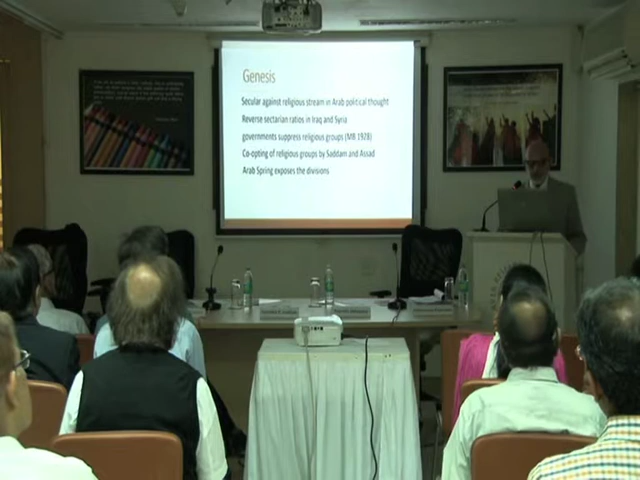 Genesis
Secular against religious stream in Arab political thought
Reverse sectarian ratios in Iraq and Syria
governments suppress religious groups (MB 1928)
Co-opting of religious groups by Saddam and Assad
Arab Spring exposes the divisions